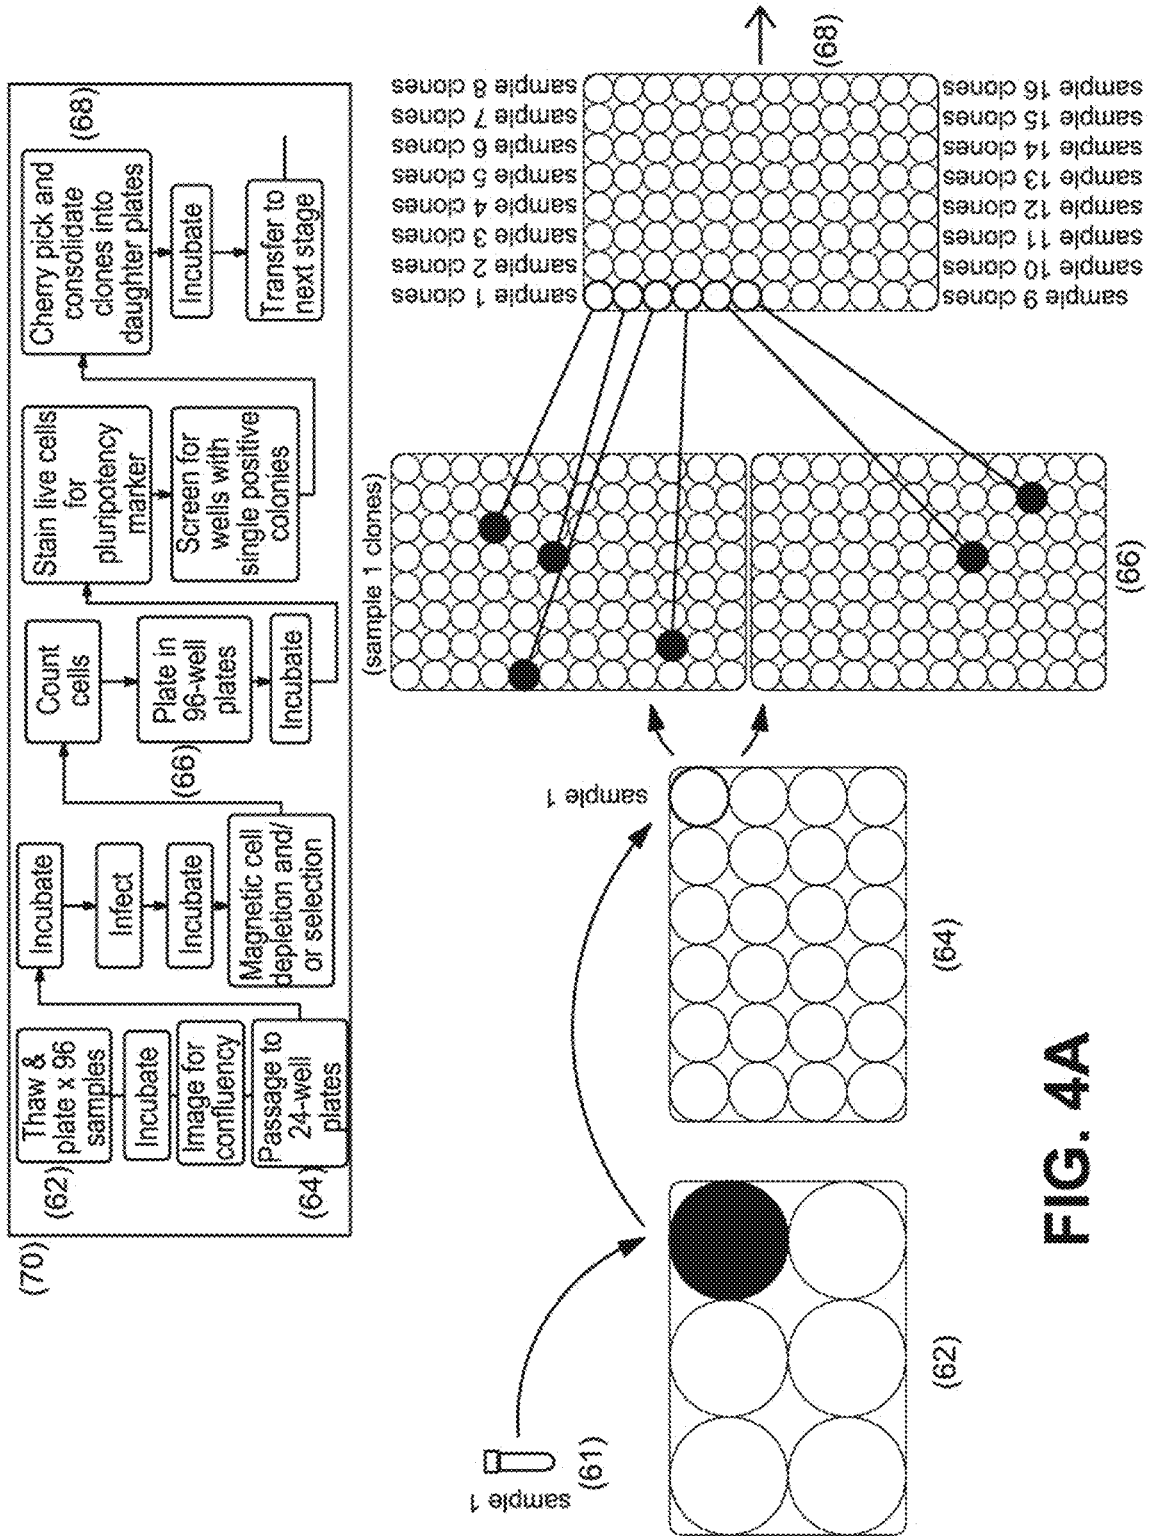 (70)
(62)
Thaw &
plate x 96
samples
Incubate
Image for
confluency
(64)
Passage to
24-well
plates
Incubate
Infect
Incubate
Magnetic cell
depletion and/
or selection
Count
cells
(66)
Plate in
96-well
plates
Incubate
Stain live cells
for
pluripotency
marker
Screen for
wells with
single positive
colonies
(68)
Cherry pick and
consolidate
clones into
daughter plates
Incubate
Transfer to
next stage
sample 1
(61)
(62)
sample 1
(64)
(sample 1 clones)
(66)
sample 1 clones
sample 2 clones
sample 3 clones
sample 4 clones
sample 5 clones
sample 6 clones
sample 7 clones
sample 8 clones
sample 9 clones
sample 10 clones
sample 11 clones
sample 12 clones
sample 13 clones
sample 14 clones
sample 15 clones
sample 16 clones
(68)
FIG. 4A